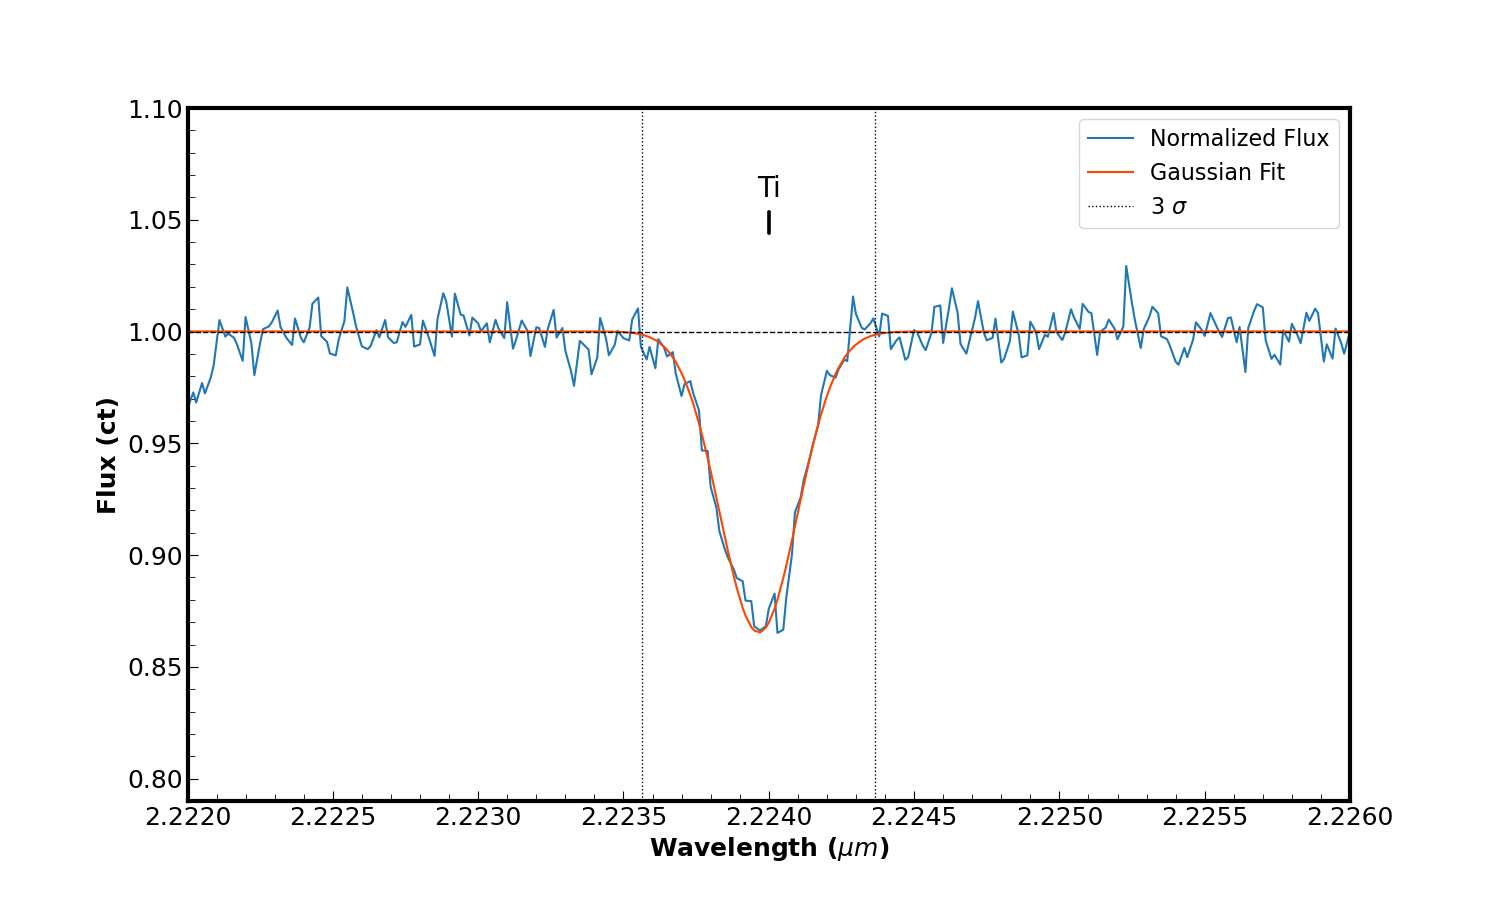 1.10
1.05
1.00
0.95
0.90
0.85
0.80
Flux (ct)
Ti
Normalized Flux
Gaussian Fit
3 σ
2.2220 2.2225 2.2230 2.2235 2.2240 2.2245 2.2250 2.2255 2.2260
Wavelength (μm)